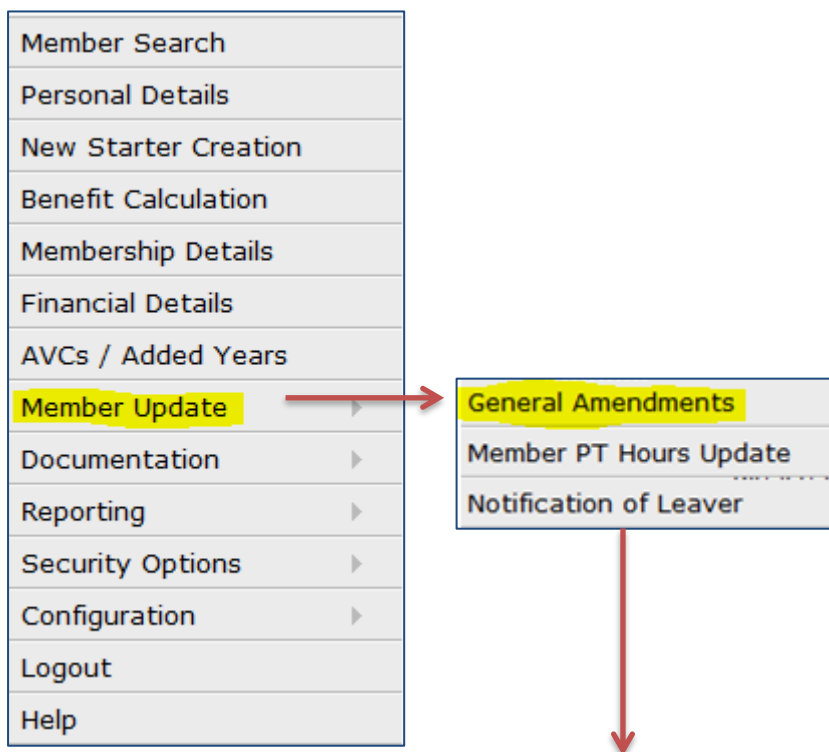 Member Search
Personal Details
New Starter Creation
Benefit Calculation
Membership Details
Financial Details
AVCs / Added Years
Member Update
Documentation
Reporting
Security Options
Configuration
Logout
Help
General Amendments
Member PT Hours Update
Notification of Leaver